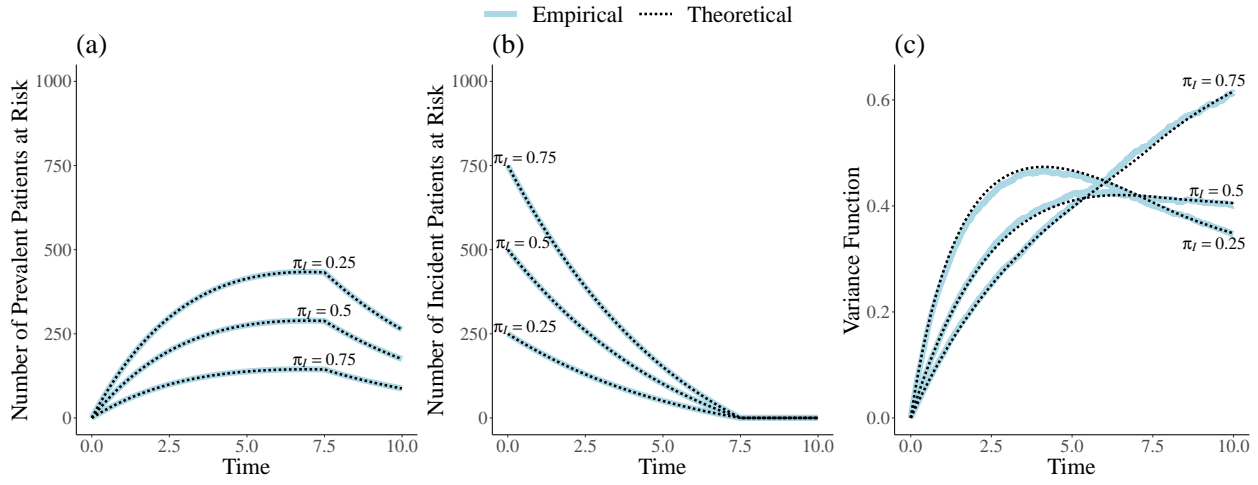 Empirical Theoretical
(a)
Number of Prevalent Patients at Risk
1000
750
500
250
0
π_I = 0.25
π_I = 0.5
π_I = 0.75
0.0 2.5 5.0 7.5 10.0
Time
(b)
Number of Incident Patients at Risk
1000
750
500
250
0
π_I = 0.75
π_I = 0.5
π_I = 0.25
0.0 2.5 5.0 7.5 10.0
Time
(c)
Variance Function
0.6
0.4
0.2
0.0
π_I = 0.75
π_I = 0.5
π_I = 0.25
0.0 2.5 5.0 7.5 10.0
Time